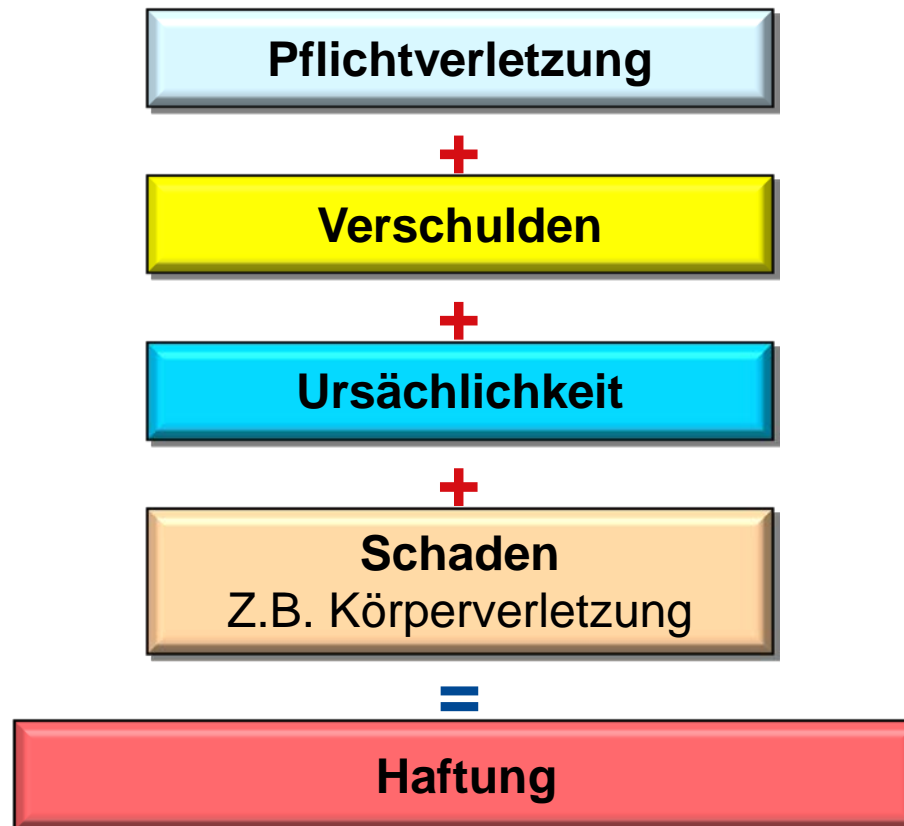 Pflichtverletzung
+
Verschulden
+
Ursächlichkeit
+
Schaden
Z.B. Körperverletzung
=
Haftung